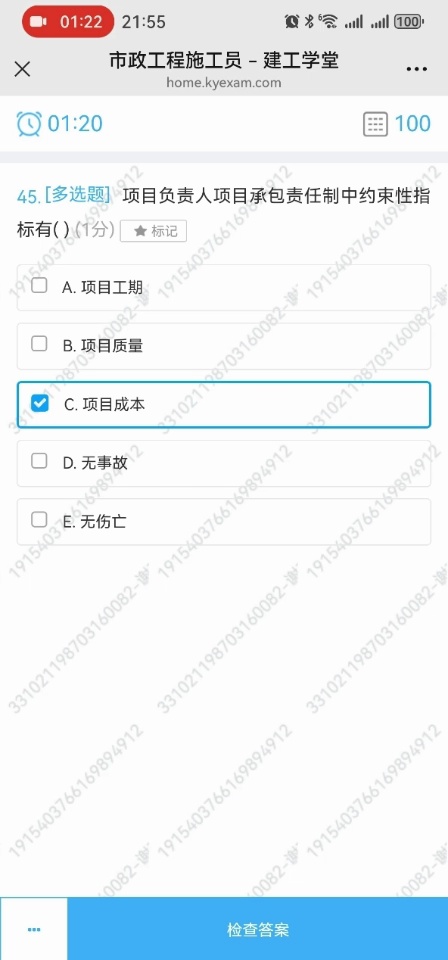 01:22 21:55 100
市政工程施工员 – 建工学堂
home.kyexam.com
01:20 100
45.[多选题] 项目负责人项目承包责任制中约束性指
标有( ) (1分) ★ 标记
A. 项目工期
B. 项目质量
C. 项目成本
D. 无事故
E. 无伤亡
1915403766169894912
331021198703160082-谢
检查答案